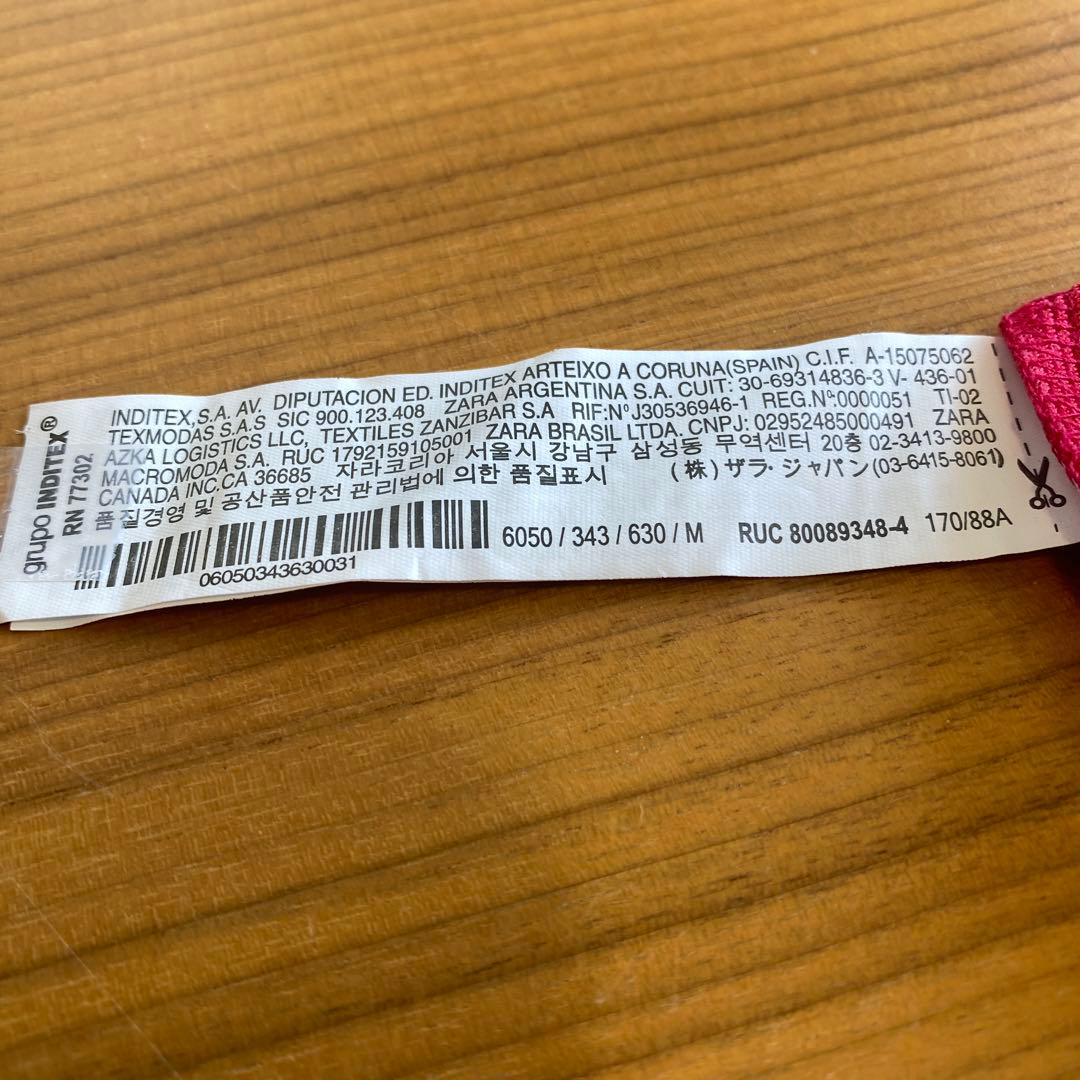 grupo INDITEX®
RN 77302
INDITEX,S.A. AV. DIPUTACION ED. INDITEX ARTEIXO A CORUNA(SPAIN) C.I.F. A-15075062
TEXMODAS S.A.S SIC 900.123.408 ZARA ARGENTINA S.A. CUIT: 30-69314836-3 V- 436-01
AZKA LOGISTICS LLC, TEXTILES ZANZIBAR S.A RIF:NºJ30536946-1 REG.Nº:0000051 TI-02
MACROMODA S.A. RUC 1792159105001 ZARA BRASIL LTDA. CNPJ: 02952485000491 ZARA
CANADA INC.CA 36685 자라코리아 서울시 강남구 삼성동 무역센터 20층 02-3413-9800
품질경영 및 공산품안전 관리법에 의한 품질표시 (株) ザラ・ジャパン(03-6415-8061)
06050343630031
6050 / 343 / 630 / M RUC 80089348-4 170/88A